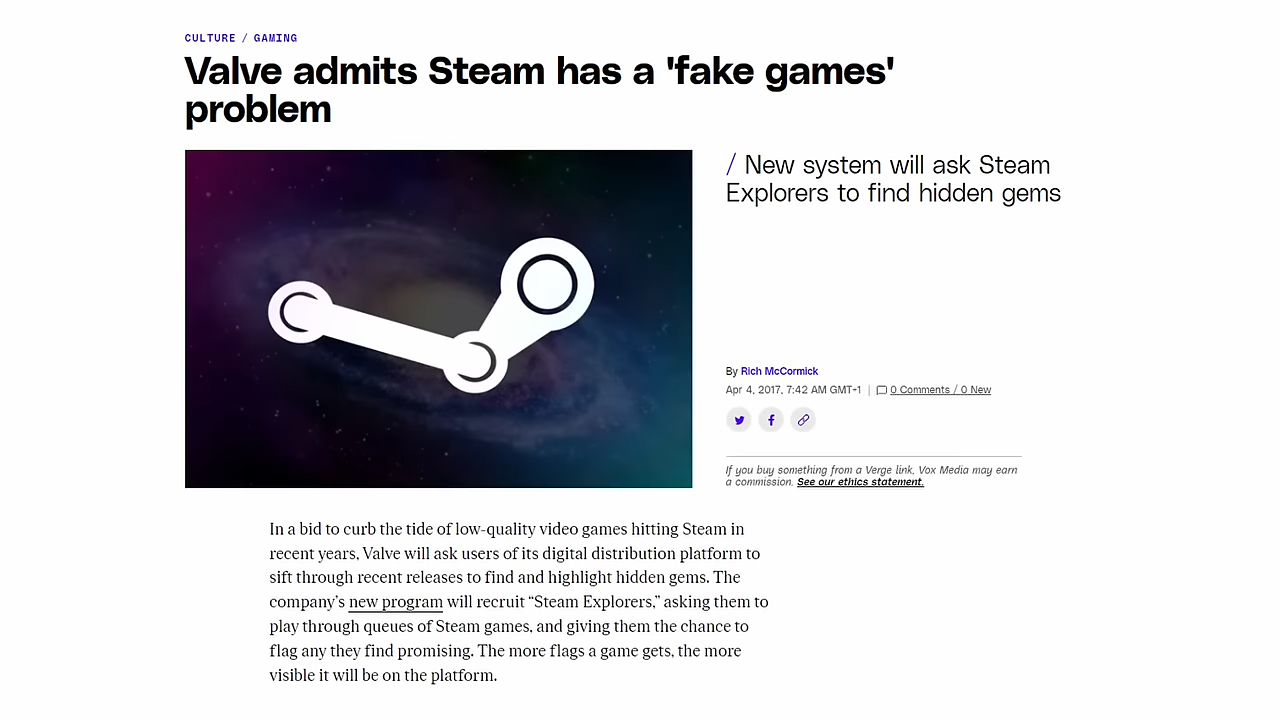 CULTURE / GAMING
Valve admits Steam has a 'fake games'
problem
/ New system will ask Steam
Explorers to find hidden gems
By Rich McCormick
Apr 4, 2017, 7:42 AM GMT+1 | 0 Comments / 0 New
If you buy something from a Verge link, Vox Media may earn
a commission. See our ethics statement.
In a bid to curb the tide of low-quality video games hitting Steam in
recent years, Valve will ask users of its digital distribution platform to
sift through recent releases to find and highlight hidden gems. The
company’s new program will recruit “Steam Explorers,” asking them to
play through queues of Steam games, and giving them the chance to
flag any they find promising. The more flags a game gets, the more
visible it will be on the platform.